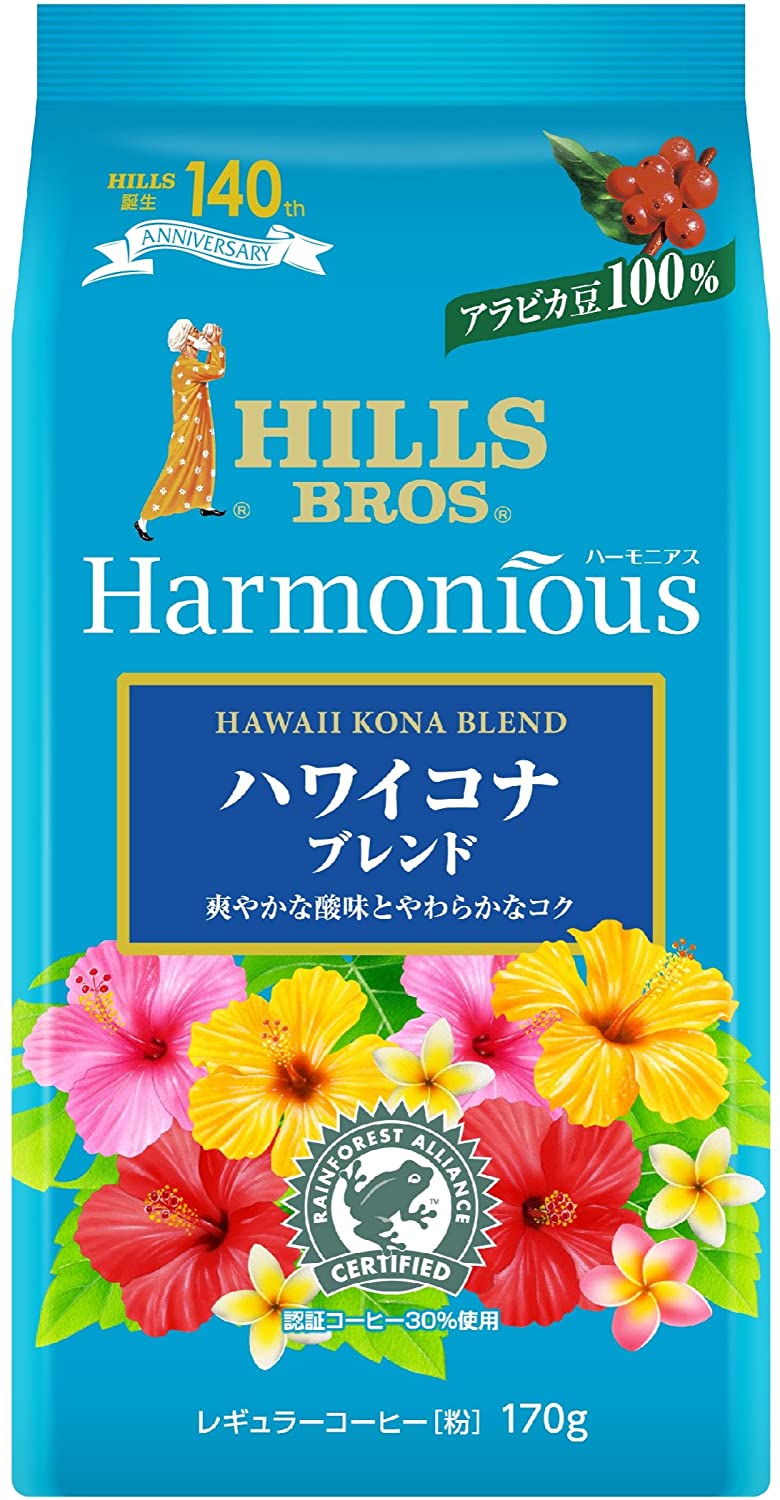 HILLS
誕生
140th
ANNIVERSARY
アラビカ豆100%
HILLS
BROS
®
®
ハーモニアス
Harmonious
HAWAII KONA BLEND
ハワイコナ
ブレンド
爽やかな酸味とやわらかなコク
RAINFOREST ALLIANCE
TM
CERTIFIED
認証コーヒー30%使用
レギュラーコーヒー[粉] 170g